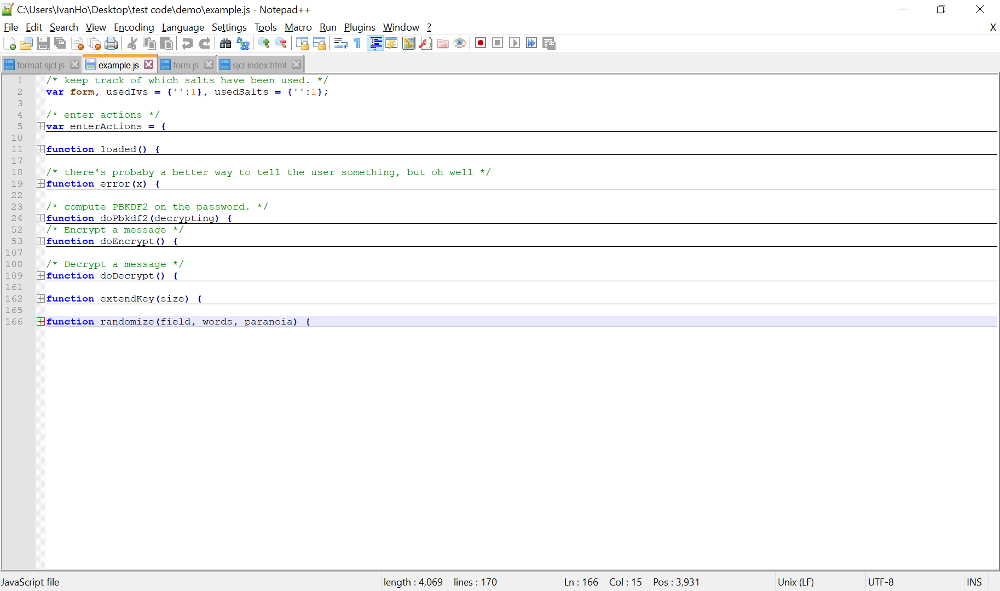 C:\Users\IvanHo\Desktop\test code\demo\example.js - Notepad++
File Edit Search View Encoding Language Settings Tools Macro Run Plugins Window ? X
format sjcl.js example.js form.js sjcl-index.html
1 /* keep track of which salts have been used. */
2 var form, usedIvs = {'':1}, usedSalts = {'':1};
3
4 /* enter actions */
5 var enterActions = {
10
11 function loaded() {
17
18 /* there's probaby a better way to tell the user something, but oh well */
19 function error(x) {
22
23 /* compute PBKDF2 on the password. */
24 function doPbkdf2(decrypting) {
52 /* Encrypt a message */
53 function doEncrypt() {
107
108 /* Decrypt a message */
109 function doDecrypt() {
161
162 function extendKey(size) {
165
166 function randomize(field, words, paranoia) {
JavaScript file length : 4,069 lines : 170 Ln : 166 Col : 15 Pos : 3,931 Unix (LF) UTF-8 INS